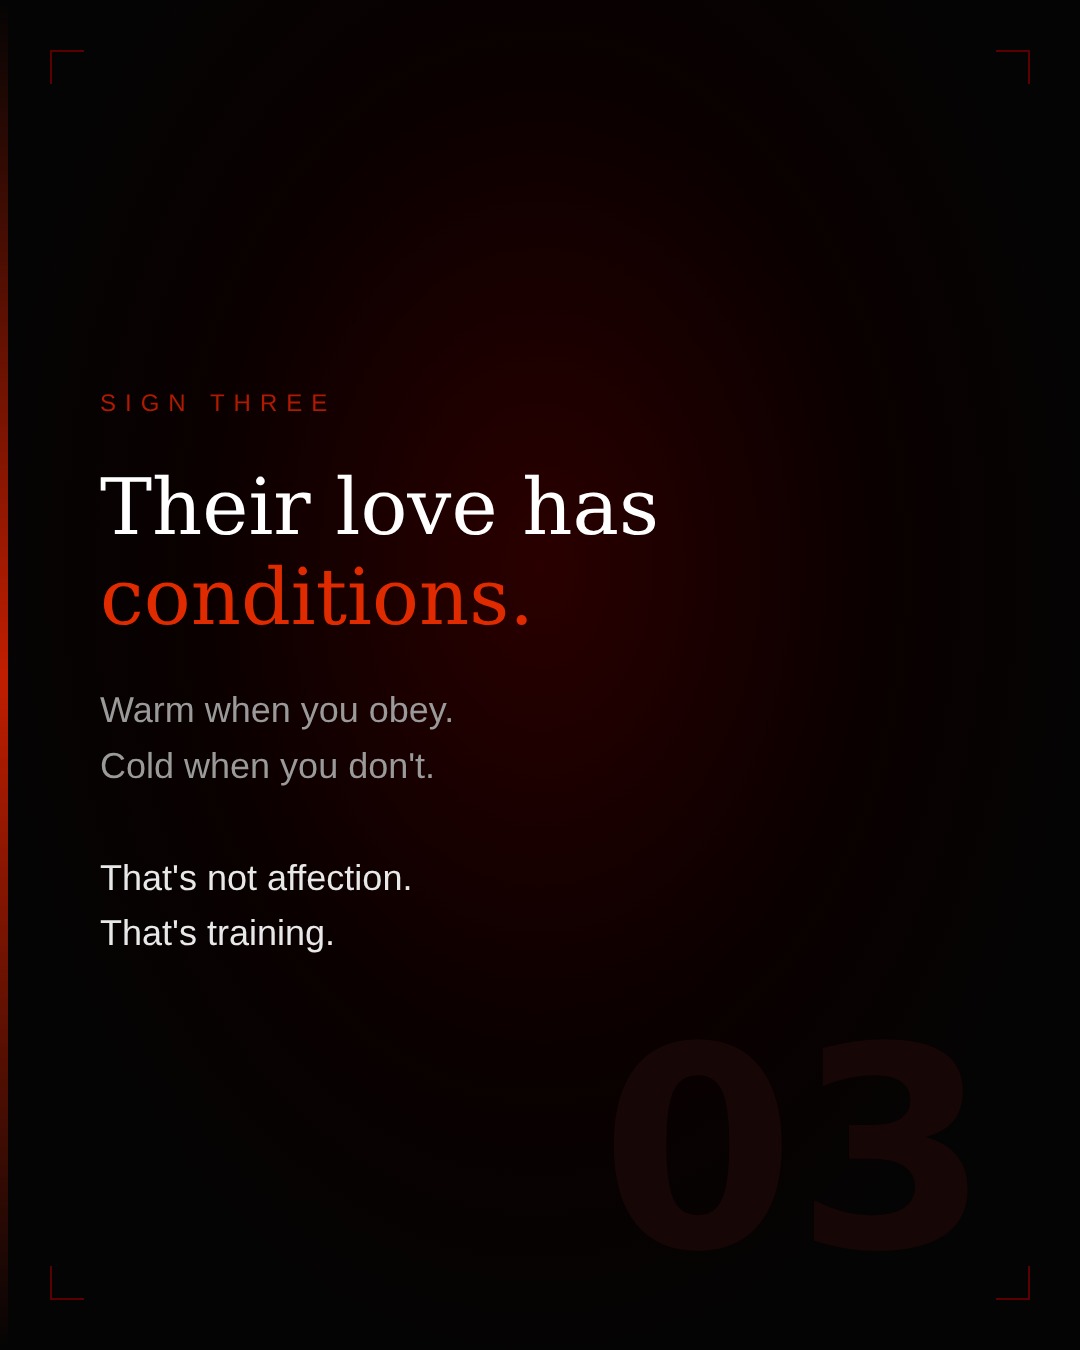 SIGN THREE
Their love has
conditions.
Warm when you obey.
Cold when you don't.
That's not affection.
That's training.
03